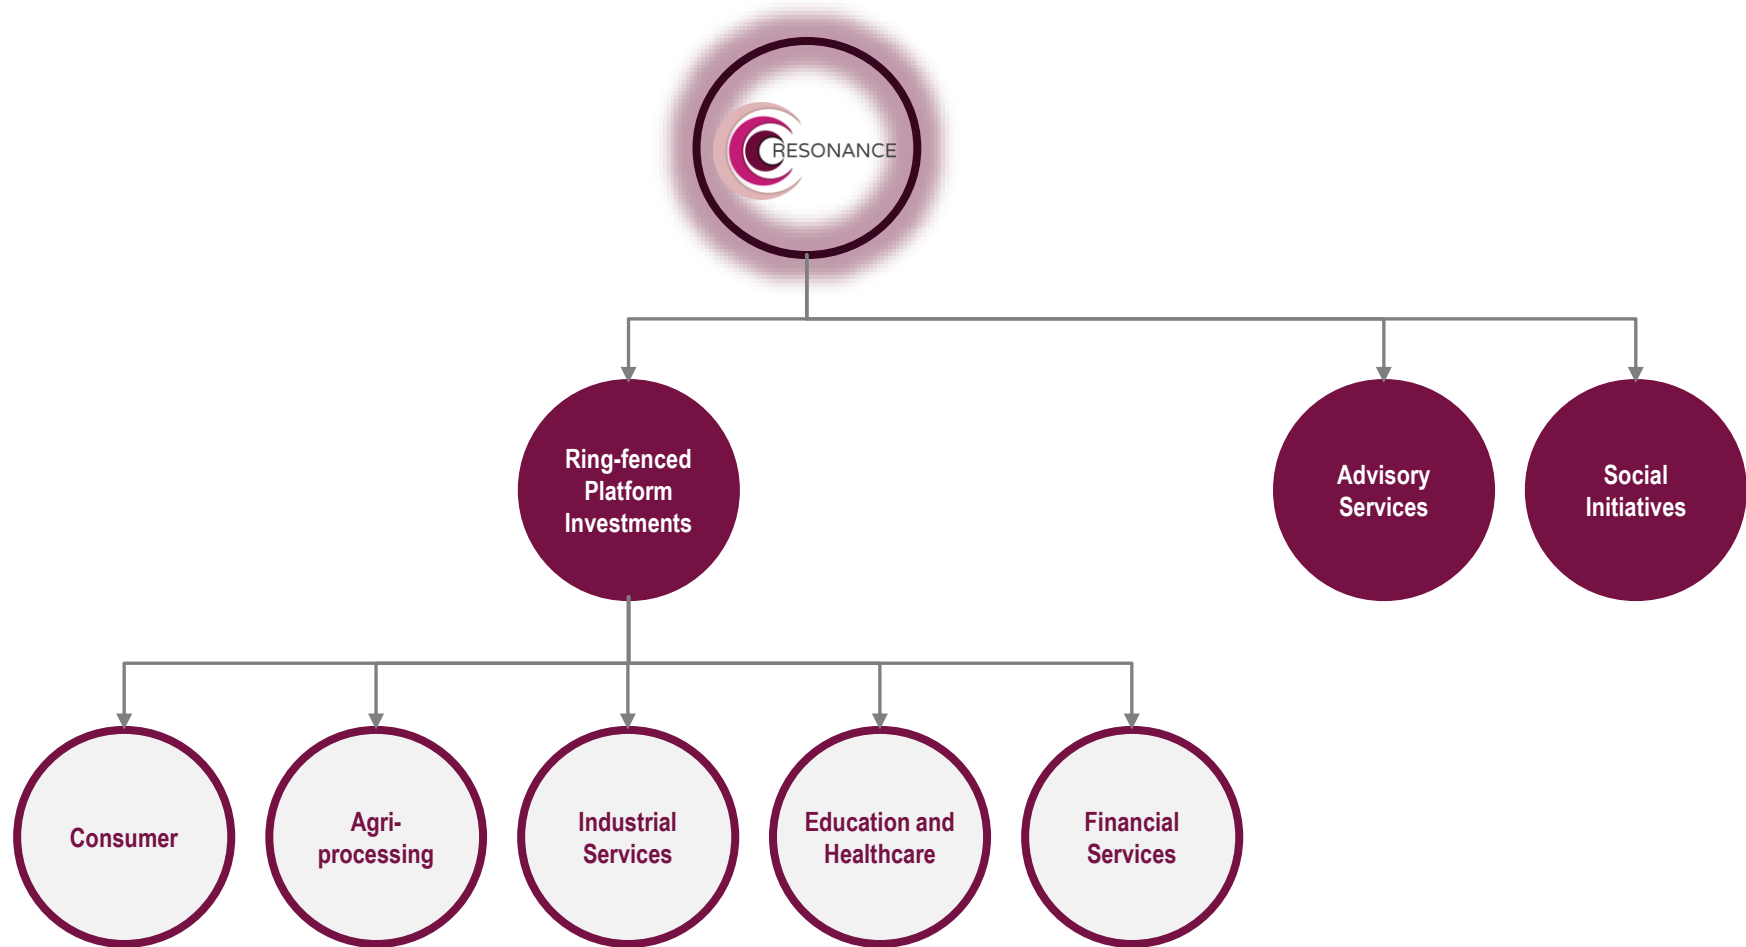 RESONANCE
Ring-fenced
Platform
Investments
Advisory
Services
Social
Initiatives
Consumer
Agri-
processing
Industrial
Services
Education and
Healthcare
Financial
Services